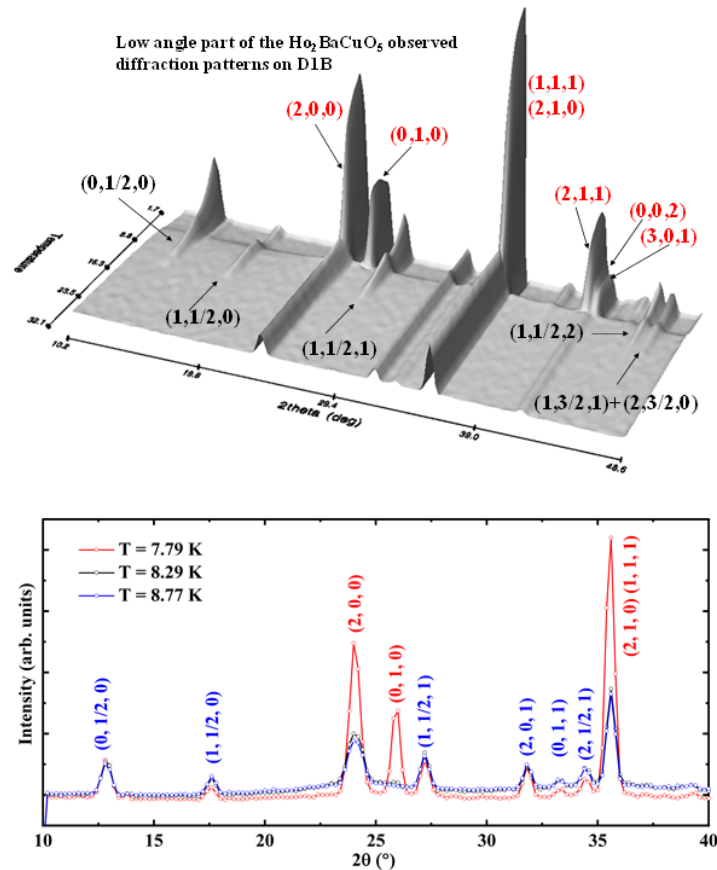 Low angle part of the Ho₂BaCuO₅ observed
diffraction patterns on D1B
(1,1,1)
(2,1,0)
(2,0,0)
(0,1,0)
(0,1/2,0)
(2,1,1)
(0,0,2)
(3,0,1)
(1,1/2,0)
(1,1/2,1)
(1,1/2,2)
(1,3/2,1)+(2,3/2,0)
1.7
8.8
16.3
23.5
32.1
Temperature
10.2
19.8
29.4
39.0
48.6
2theta (deg)
T = 7.79 K
T = 8.29 K
T = 8.77 K
(0, 1/2, 0)
(1, 1/2, 0)
(2, 0, 0)
(0, 1, 0)
(1, 1/2, 1)
(2, 0, 1)
(0, 1, 1)
(2, 1/2, 1)
(2, 1, 0) (1, 1, 1)
Intensity (arb. units)
10
15
20
25
30
35
40
2θ (°)